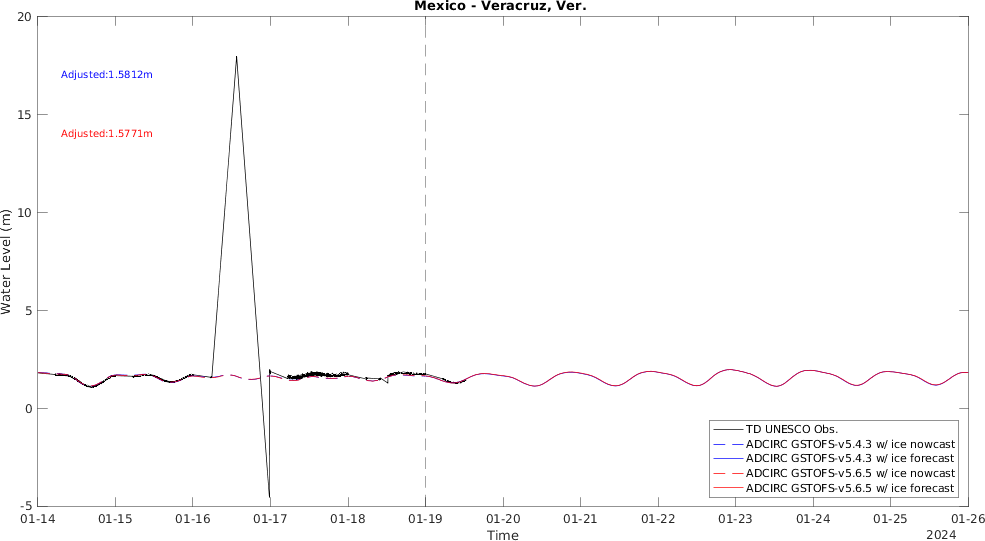 Mexico - Veracruz, Ver.
20
Adjusted:1.5812m
15
Adjusted:1.5771m
10
Water Level (m)
5
0
TD UNESCO Obs.
ADCIRC GSTOFS-v5.4.3 w/ ice nowcast
ADCIRC GSTOFS-v5.4.3 w/ ice forecast
ADCIRC GSTOFS-v5.6.5 w/ ice nowcast
ADCIRC GSTOFS-v5.6.5 w/ ice forecast
-5
01-14 01-15 01-16 01-17 01-18 01-19 01-20 01-21 01-22 01-23 01-24 01-25 01-26
Time
2024